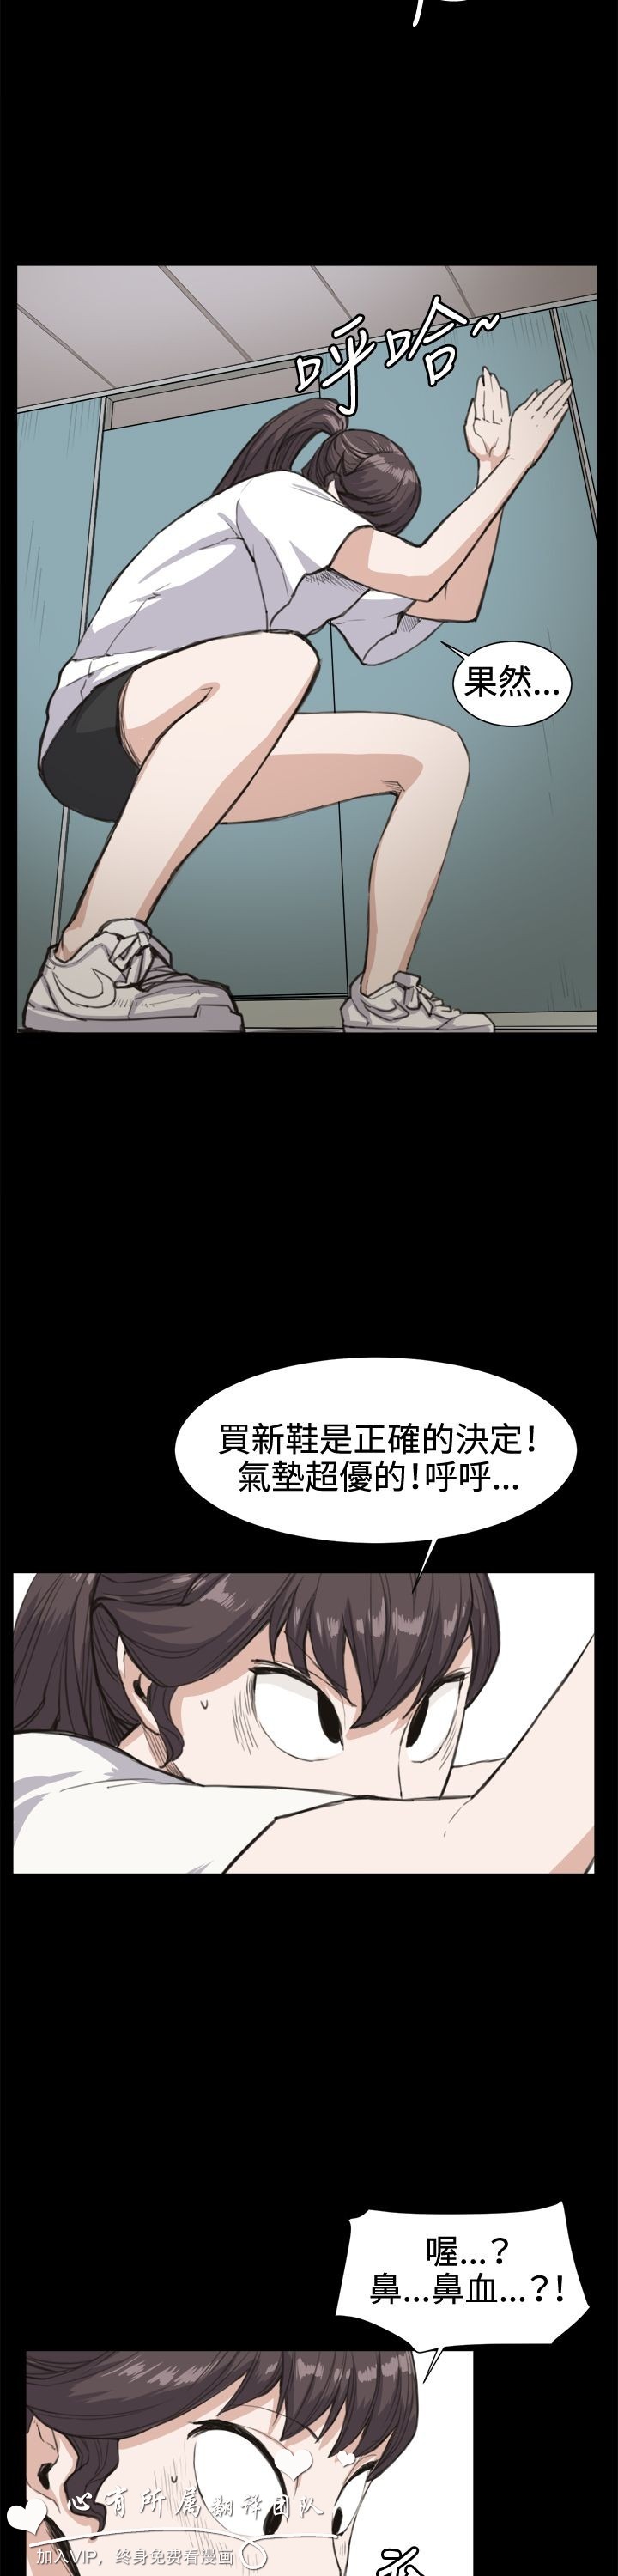 呼哈~
果然...
買新鞋是正確的決定!
氣墊超優的!呼呼...
喔...?
鼻...鼻血...?!
心有所属翻译团队
加入VIP，终身免费看漫画